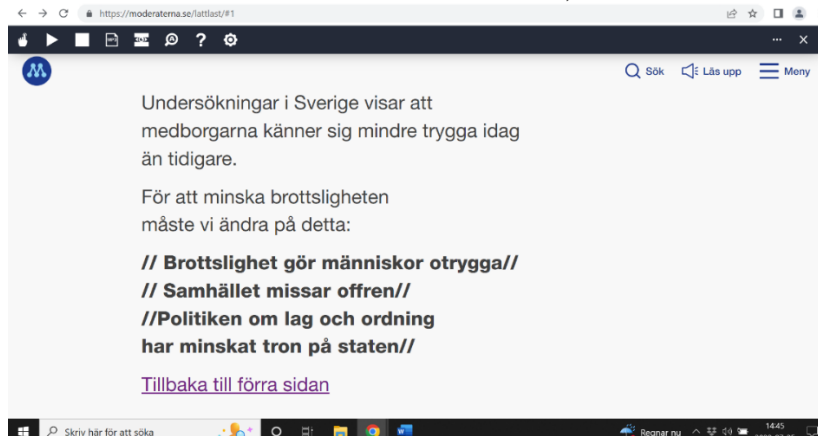 https://moderaterna.se/lattlast/#1
Sök
Läs upp
Meny
Undersökningar i Sverige visar att
medborgarna känner sig mindre trygga idag
än tidigare.
För att minska brottsligheten
måste vi ändra på detta:
// Brottslighet gör människor otrygga//
// Samhället missar offren//
//Politiken om lag och ordning
har minskat tron på staten//
Tillbaka till förra sidan
Skriv här för att söka
Regnar nu
14:45